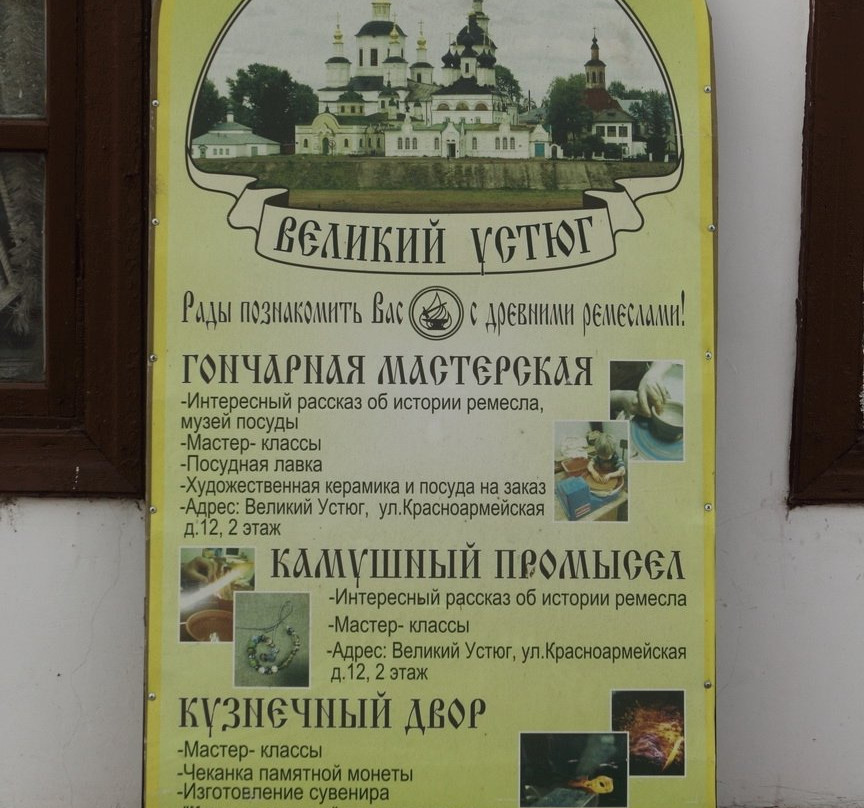 ВЕЛИКИЙ УСТЮГ
Рады познакомить Вас с древними ремеслами!
ГОНЧАРНАЯ МАСТЕРСКАЯ
-Интересный рассказ об истории ремесла,
музей посуды
-Мастер- классы
-Посудная лавка
-Художественная керамика и посуда на заказ
-Адрес: Великий Устюг, ул.Красноармейская
д.12, 2 этаж
КАМУШНЫЙ ПРОМЫСЕЛ
-Интересный рассказ об истории ремесла
-Мастер- классы
-Адрес: Великий Устюг, ул.Красноармейская
д.12, 2 этаж
КУЗНЕЧНЫЙ ДВОР
-Мастер- классы
-Чеканка памятной монеты
-Изготовление сувенира